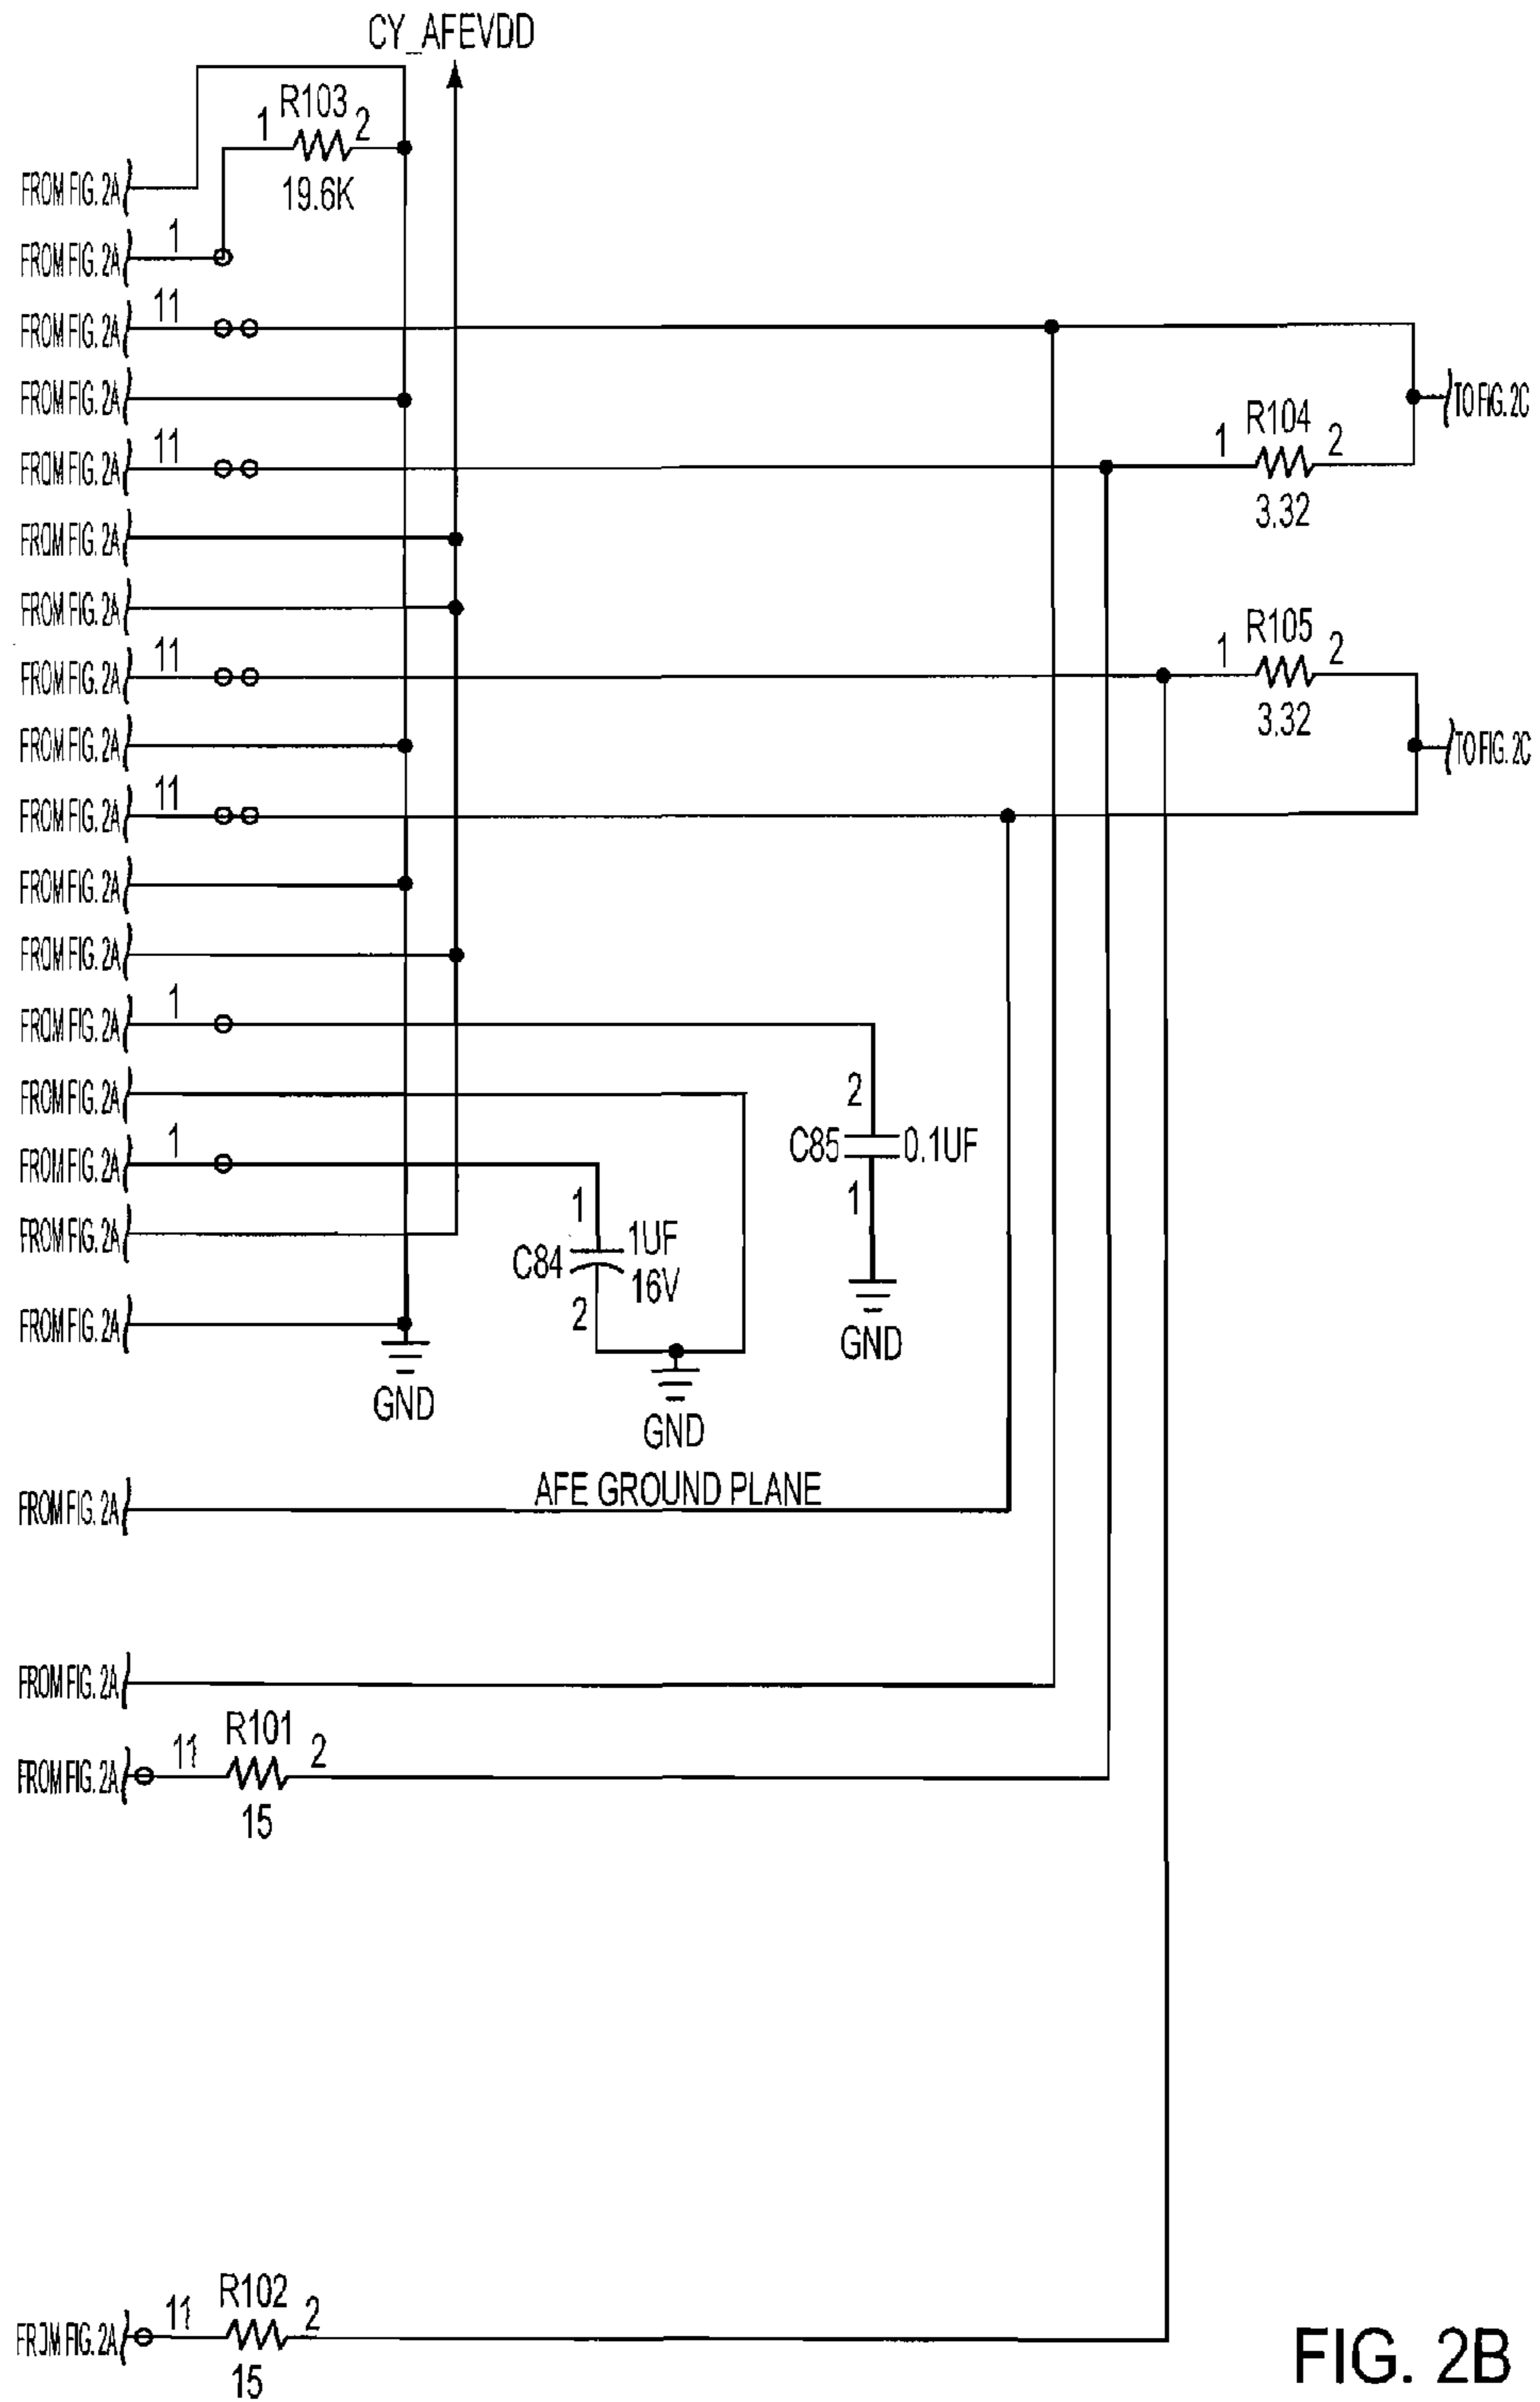 CY_AFEVDD
R103
1 2
19.6K
FROM FIG. 2A
1
FROM FIG. 2A
11
FROM FIG. 2A
FROM FIG. 2A
TO FIG. 2C
11
FROM FIG. 2A
R104
1 2
3.32
FROM FIG. 2A
FROM FIG. 2A
11
FROM FIG. 2A
R105
1 2
3.32
FROM FIG. 2A
TO FIG. 2C
11
FROM FIG. 2A
FROM FIG. 2A
FROM FIG. 2A
1
FROM FIG. 2A
2
C85 0.1UF
1
GND
FROM FIG. 2A
1
FROM FIG. 2A
1
C84 1UF
16V
2
GND
FROM FIG. 2A
FROM FIG. 2A
GND
AFE GROUND PLANE
FROM FIG. 2A
FROM FIG. 2A
R101
11 2
FROM FIG. 2A
15
R102
11 2
FROM FIG. 2A
15
FIG. 2B